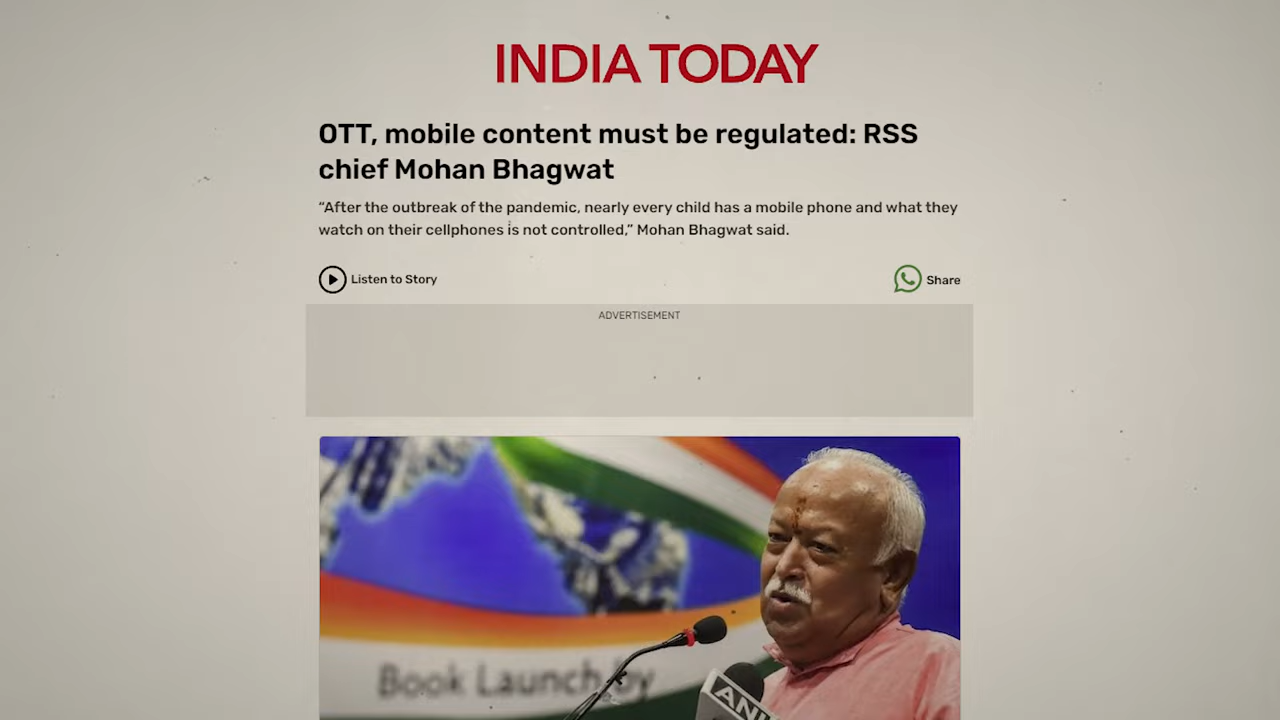 INDIA TODAY
OTT, mobile content must be regulated: RSS
chief Mohan Bhagwat
“After the outbreak of the pandemic, nearly every child has a mobile phone and what they
watch on their cellphones is not controlled,” Mohan Bhagwat said.
Listen to Story
Share
ADVERTISEMENT
Book Launch by
ANI